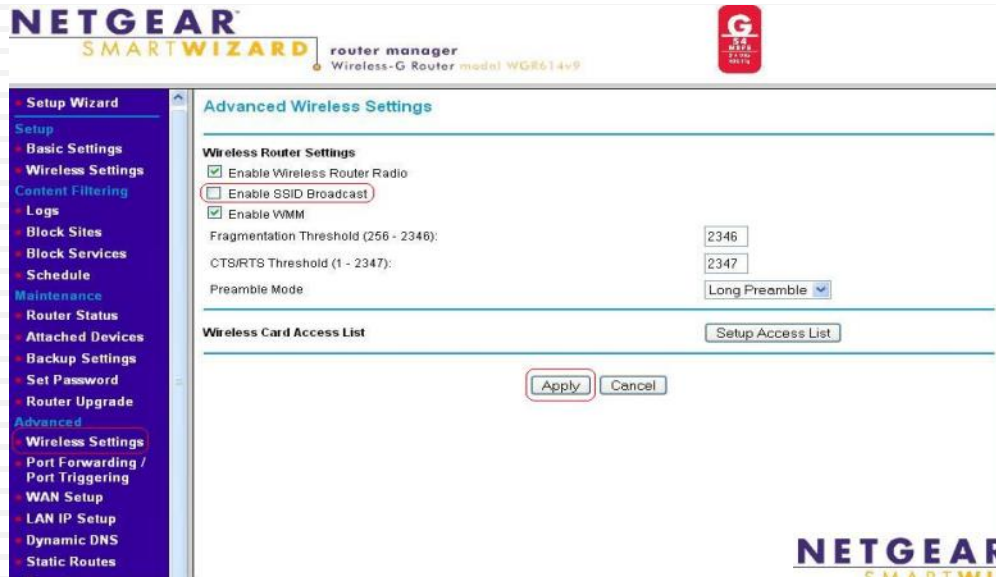 NETGEAR
SMARTWIZARD
router manager
Wireless-G Router model WGR614v9
G
54
Setup Wizard
Setup
Basic Settings
Wireless Settings
Content Filtering
Logs
Block Sites
Block Services
Schedule
Maintenance
Router Status
Attached Devices
Backup Settings
Set Password
Router Upgrade
Advanced
Wireless Settings
Port Forwarding /
Port Triggering
WAN Setup
LAN IP Setup
Dynamic DNS
Static Routes
Advanced Wireless Settings
Wireless Router Settings
Enable Wireless Router Radio
Enable SSID Broadcast
Enable WMM
Fragmentation Threshold (256 - 2346): 2346
CTS/RTS Threshold (1 - 2347): 2347
Preamble Mode Long Preamble
Wireless Card Access List Setup Access List
Apply Cancel
NETGEAR